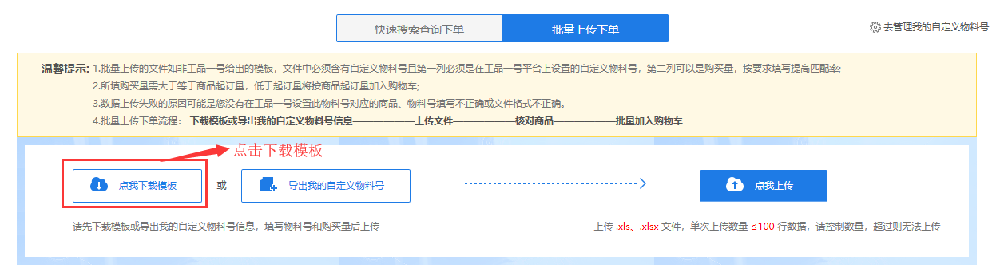 快速搜索查询下单
批量上传下单
去管理我的自定义物料号
温馨提示: 1.批量上传的文件如非工品一号给出的模板，文件中必须含有自定义物料号且第一列必须是在工品一号平台上设置的自定义物料号，第二列可以是购买量，按要求填写提高匹配率;
2.所填购买量需大于等于商品起订量，低于起订量将按商品起订量加入购物车;
3.数据上传失败的原因可能是您没有在工品一号设置此物料号对应的商品、物料号填写不正确或文件格式不正确。
4.批量上传下单流程： 下载模板或导出我的自定义物料号信息——————上传文件——————核对商品——————批量加入购物车
点击下载模板
点我下载模板 或 导出我的自定义物料号
点我上传
请先下载模板或导出我的自定义物料号信息，填写物料号和购买量后上传
上传 .xls、.xlsx 文件，单次上传数量 ≤100 行数据，请控制数量，超过则无法上传